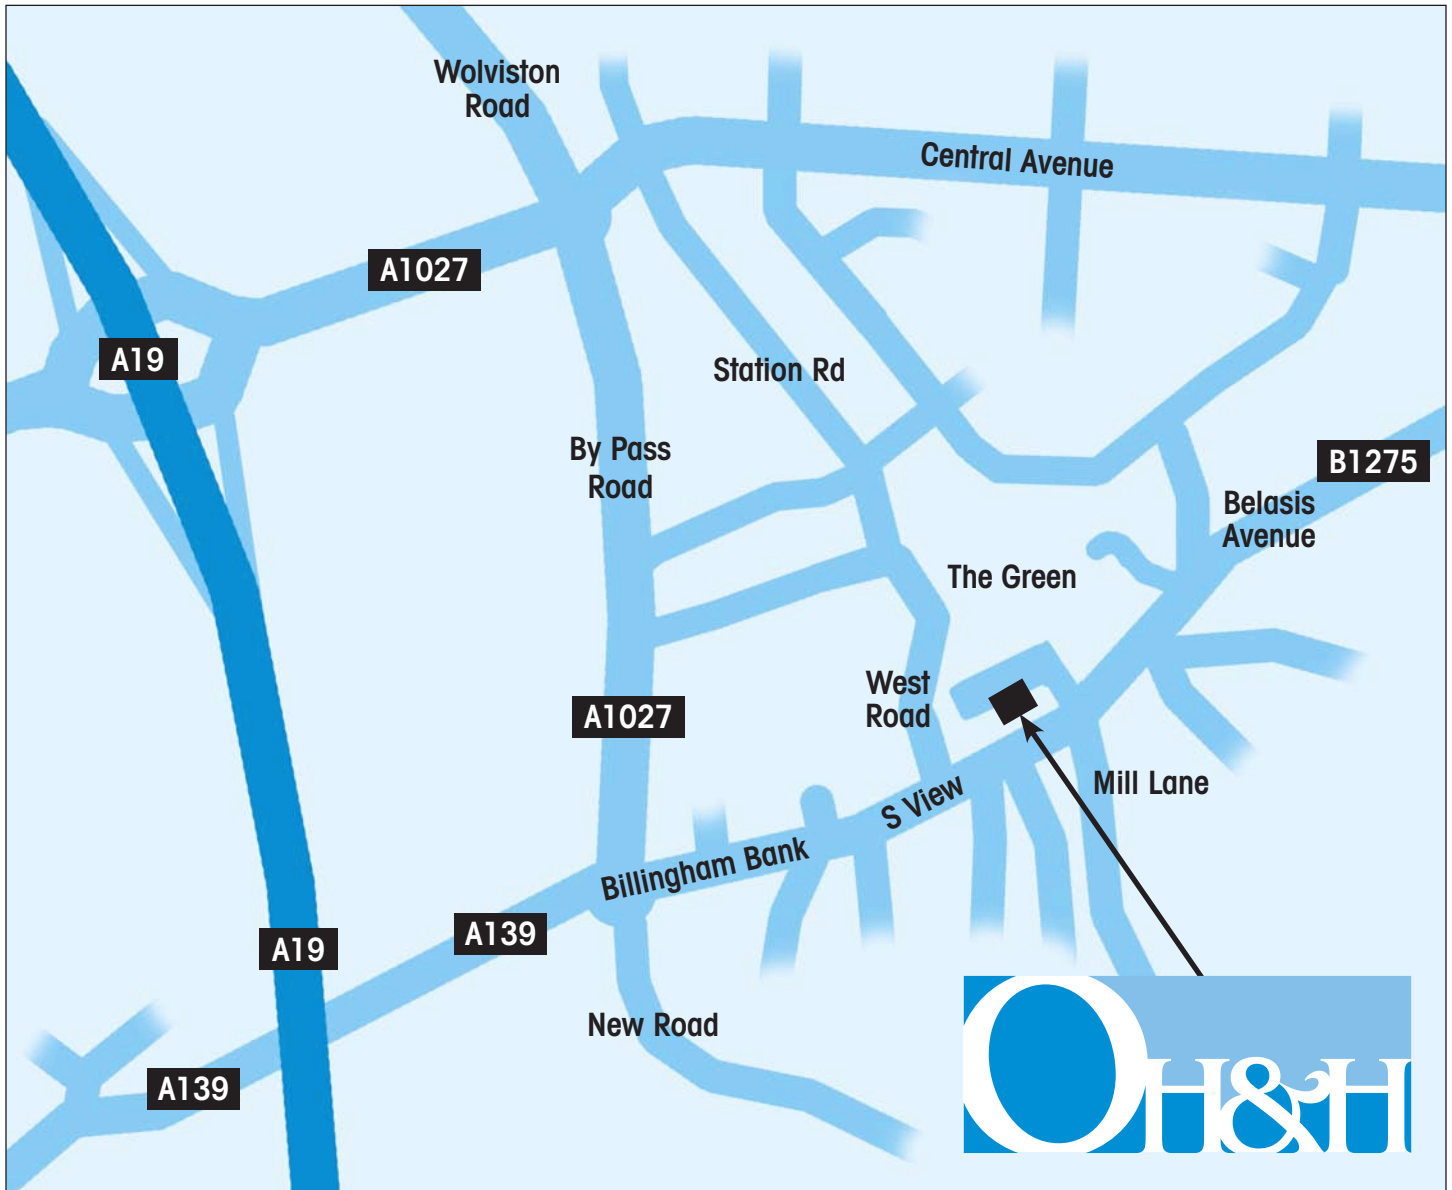 Wolviston
Road
Central Avenue
A1027
A19
Station Rd
By Pass
Road
B1275
Belasis
Avenue
The Green
West
Road
A1027
Mill Lane
S View
Billingham Bank
A139
A19
New Road
A139
OH&H